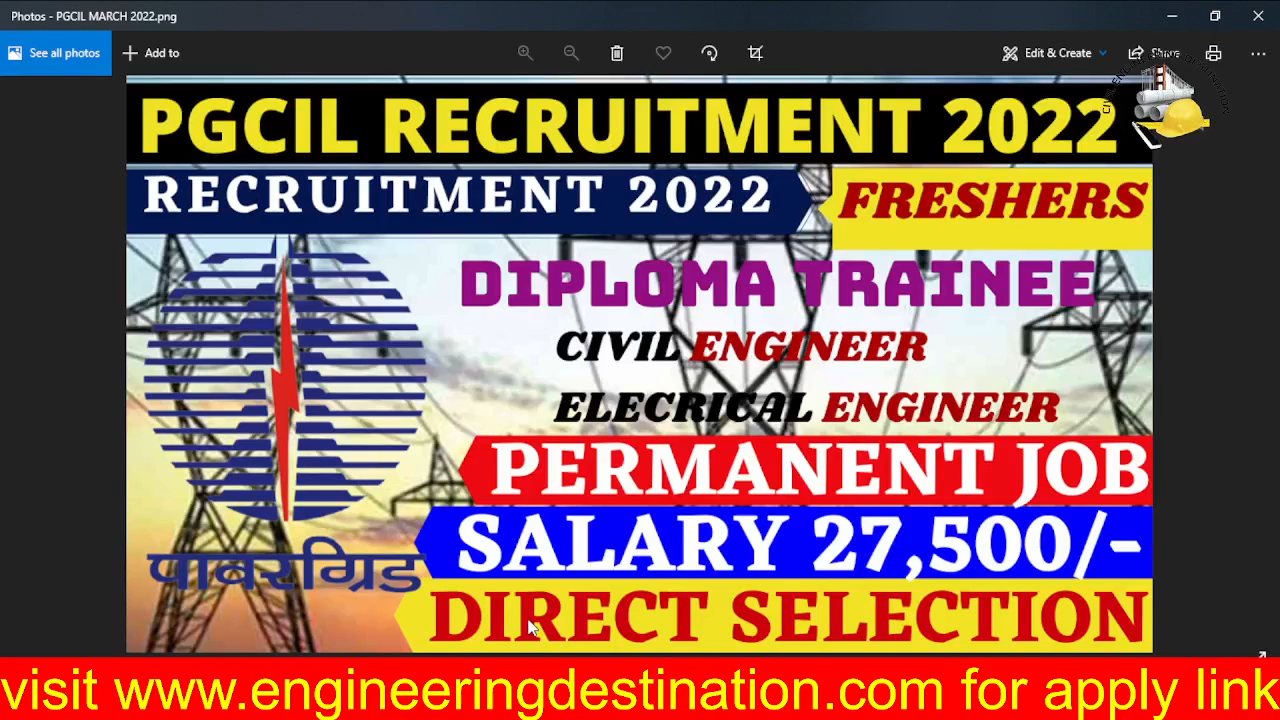 Photos - PGCIL MARCH 2022.png
See all photos
Add to
Edit & Create
Share
PGCIL RECRUITMENT 2022
RECRUITMENT 2022
FRESHERS
DIPLOMA TRAINEE
CIVIL ENGINEER
ELECRICAL ENGINEER
PERMANENT JOB
SALARY 27,500/-
पावरग्रिड
DIRECT SELECTION
visit www.engineeringdestination.com for apply link